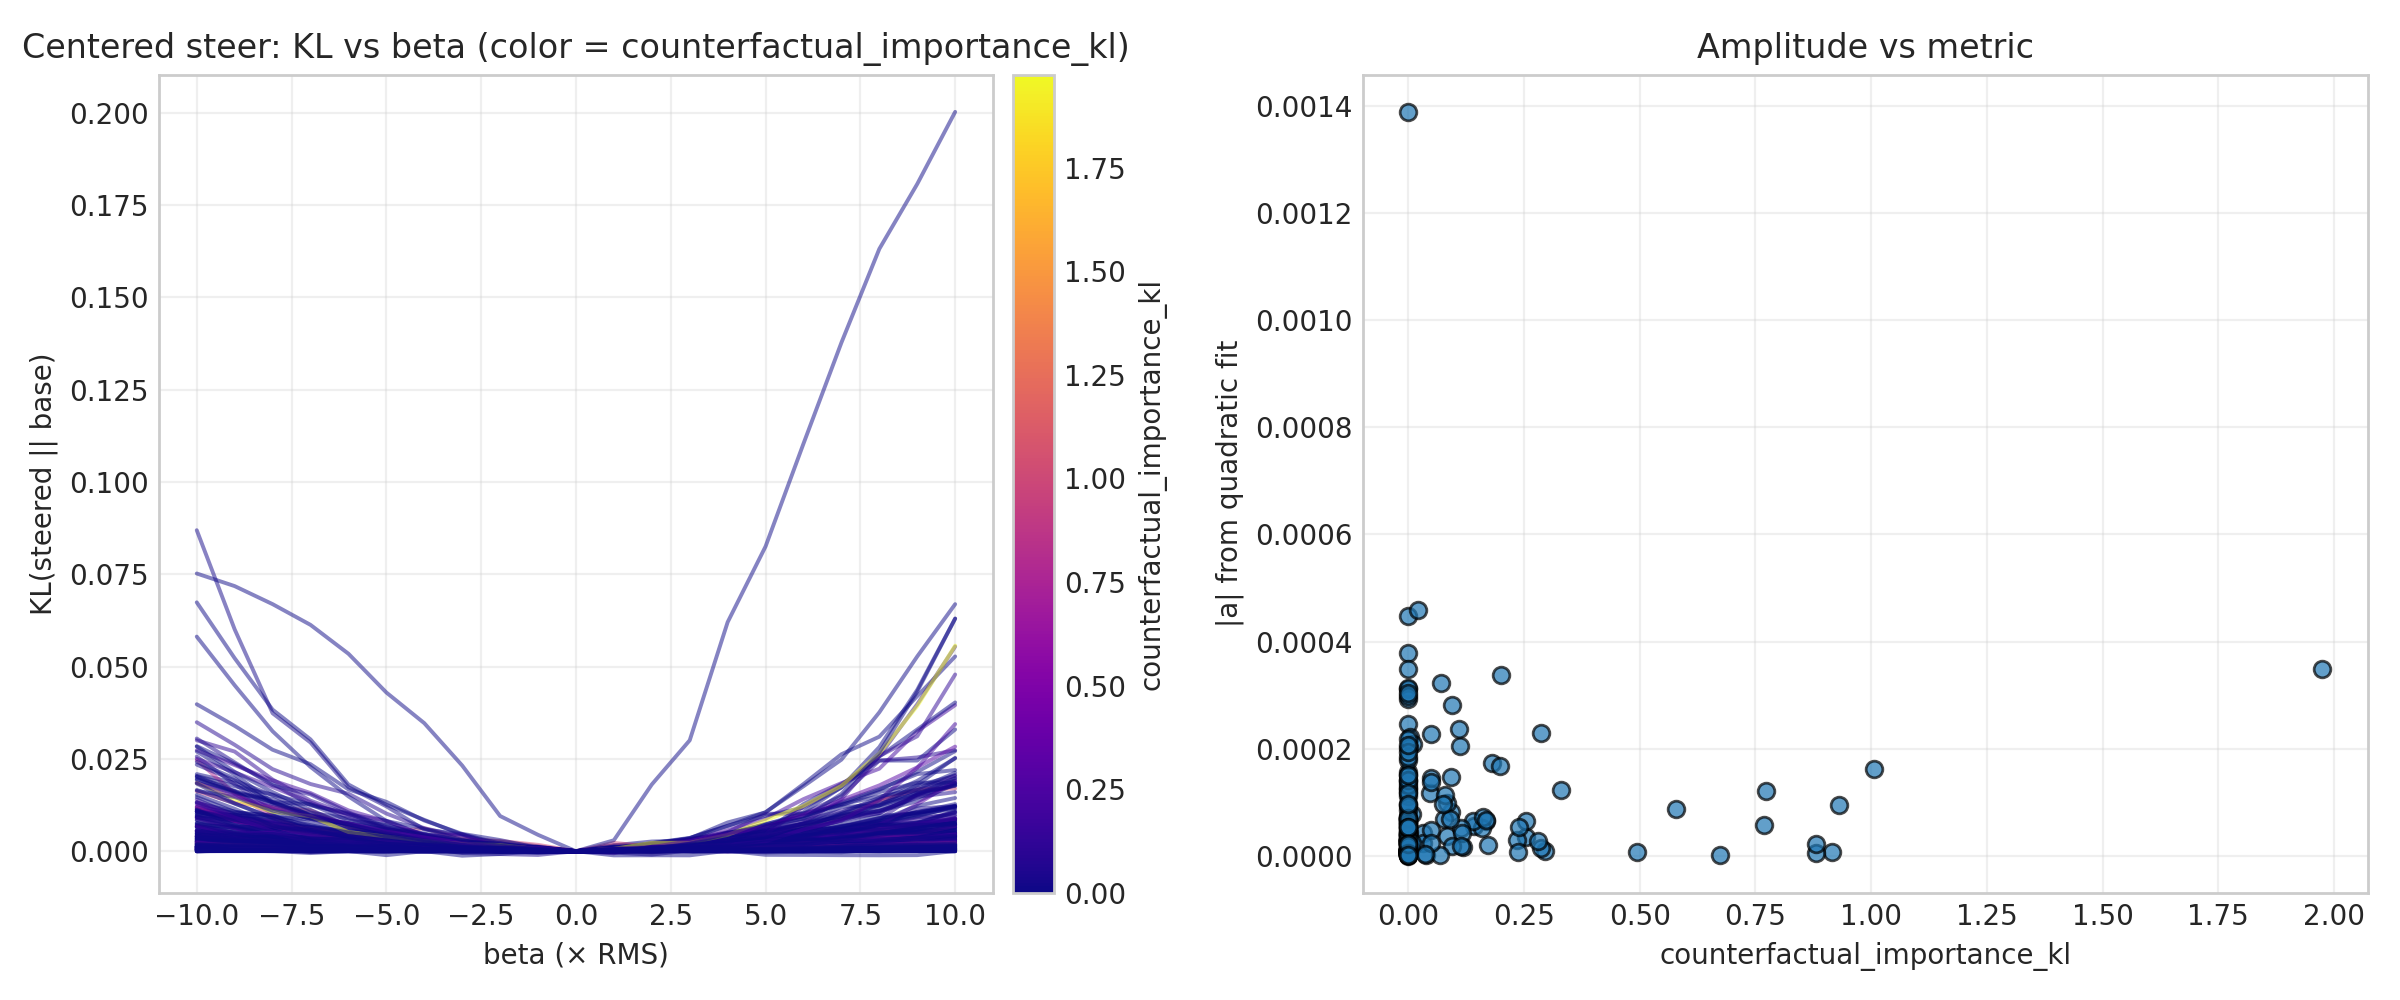 Centered steer: KL vs beta (color = counterfactual_importance_kl)
KL(steered || base)
0.200
0.175
0.150
0.125
0.100
0.075
0.050
0.025
0.000
−10.0 −7.5 −5.0 −2.5 0.0 2.5 5.0 7.5 10.0
beta (× RMS)
1.75
1.50
1.25
1.00
0.75
0.50
0.25
0.00
counterfactual_importance_kl
Amplitude vs metric
|a| from quadratic fit
0.0014
0.0012
0.0010
0.0008
0.0006
0.0004
0.0002
0.0000
0.00 0.25 0.50 0.75 1.00 1.25 1.50 1.75 2.00
counterfactual_importance_kl